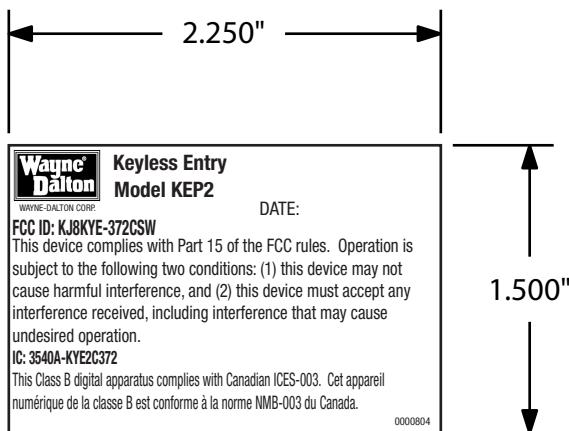 2.250"
Wayne®
Dalton
WAYNE-DALTON CORP.
Keyless Entry
Model KEP2
DATE:
FCC ID: KJ8KYE-372CSW
This device complies with Part 15 of the FCC rules.  Operation is
subject to the following two conditions: (1) this device may not
cause harmful interference, and (2) this device must accept any
interference received, including interference that may cause
undesired operation.
IC: 3540A-KYE2C372
This Class B digital apparatus complies with Canadian ICES-003.  Cet appareil
numérique de la classe B est conforme à la norme NMB-003 du Canada.
0000804
1.500"